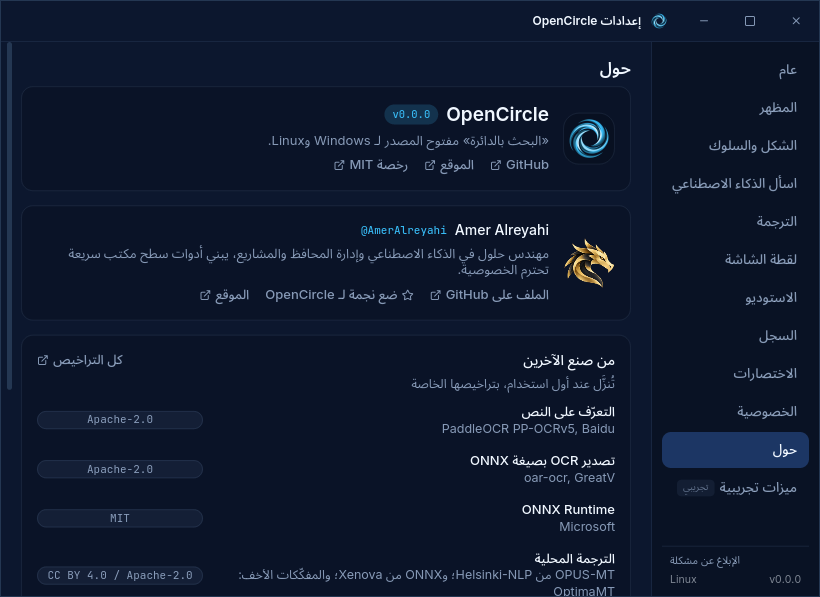 إعدادات OpenCircle
عام
المظهر
الشكل والسلوك
اسأل الذكاء الاصطناعي
الترجمة
لقطة الشاشة
الاستوديو
السجل
الاختصارات
الخصوصية
حول
ميزات تجريبية تجريبي
الإبلاغ عن مشكلة
Linux v0.0.0
حول
OpenCircle v0.0.0
«البحث بالدائرة» مفتوح المصدر لـ Windows وLinux.
GitHub الموقع رخصة MIT
Amer Alreyahi @AmerAlreyahi
مهندس حلول في الذكاء الاصطناعي وإدارة المحافظ والمشاريع، يبني أدوات سطح مكتب سريعة
تحترم الخصوصية.
الملف على GitHub ضع نجمة لـ OpenCircle الموقع
من صنع الآخرين كل التراخيص
تُنزَّل عند أول استخدام، بتراخيصها الخاصة
التعرّف على النص
PaddleOCR PP-OCRv5, Baidu
Apache-2.0
تصدير OCR بصيغة ONNX
oar-ocr, GreatV
Apache-2.0
ONNX Runtime
Microsoft
MIT
الترجمة المحلية
OPUS-MT من Helsinki-NLP؛ وONNX من Xenova؛ والمفكّكات الأخف:
OptimaMT
CC BY 4.0 / Apache-2.0